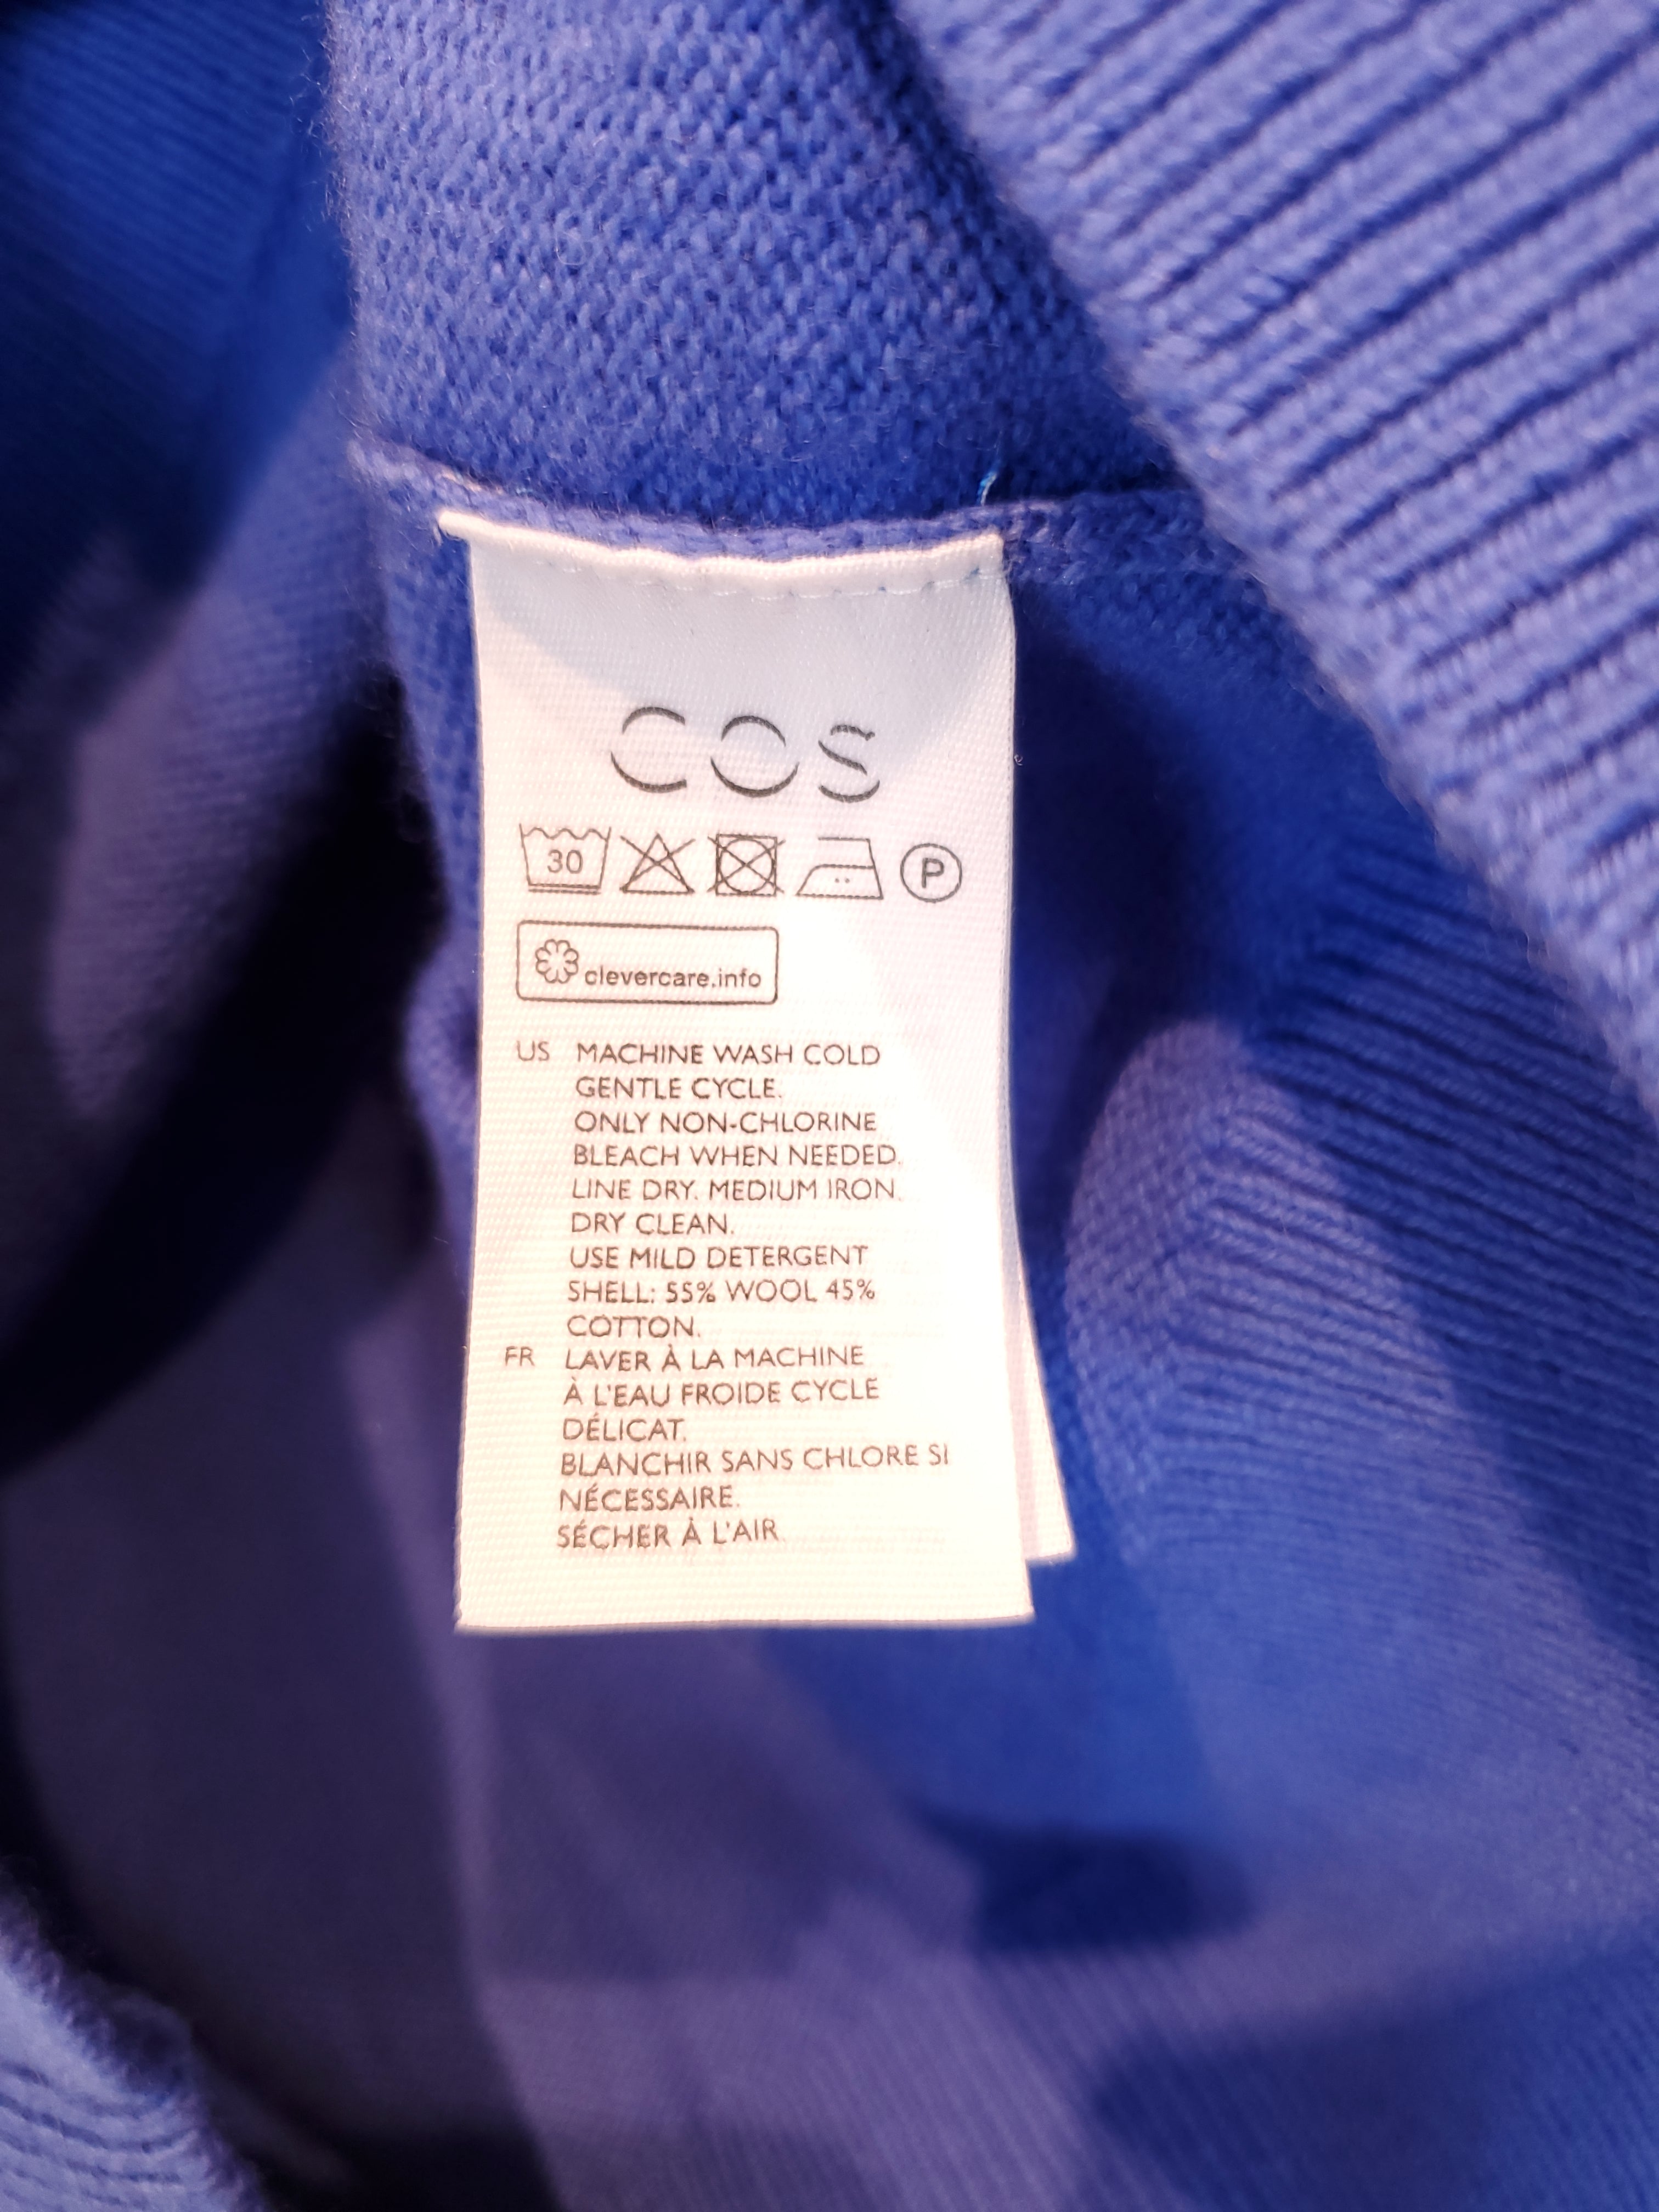 COS
30 P
clevercare.info
US MACHINE WASH COLD
GENTLE CYCLE.
ONLY NON-CHLORINE
BLEACH WHEN NEEDED.
LINE DRY. MEDIUM IRON.
DRY CLEAN.
USE MILD DETERGENT
SHELL: 55% WOOL 45%
COTTON.
FR LAVER À LA MACHINE
À L'EAU FROIDE CYCLE
DÉLICAT.
BLANCHIR SANS CHLORE SI
NÉCESSAIRE.
SÉCHER À L'AIR.